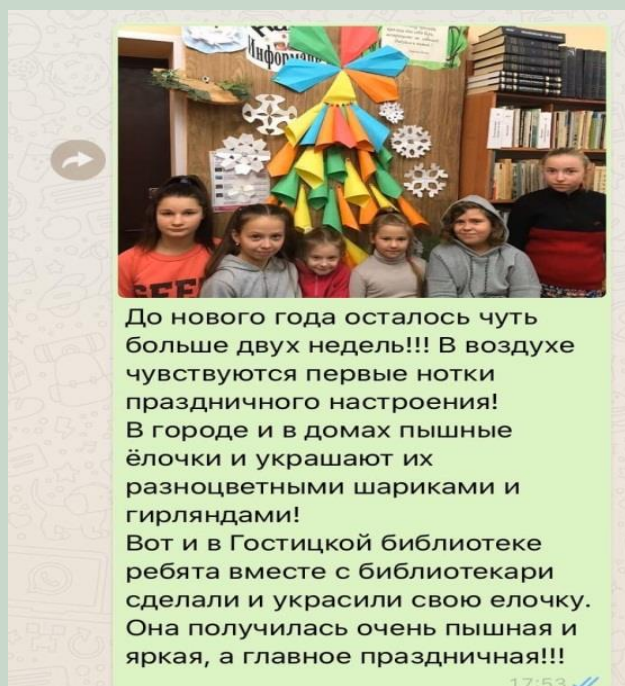 Информа
До нового года осталось чуть
больше двух недель!!! В воздухе
чувствуются первые нотки
праздничного настроения!
В городе и в домах пышные
ёлочки и украшают их
разноцветными шариками и
гирляндами!
Вот и в Гостицкой библиотеке
ребята вместе с библиотекари
сделали и украсили свою елочку.
Она получилась очень пышная и
яркая, а главное праздничная!!!
17:53